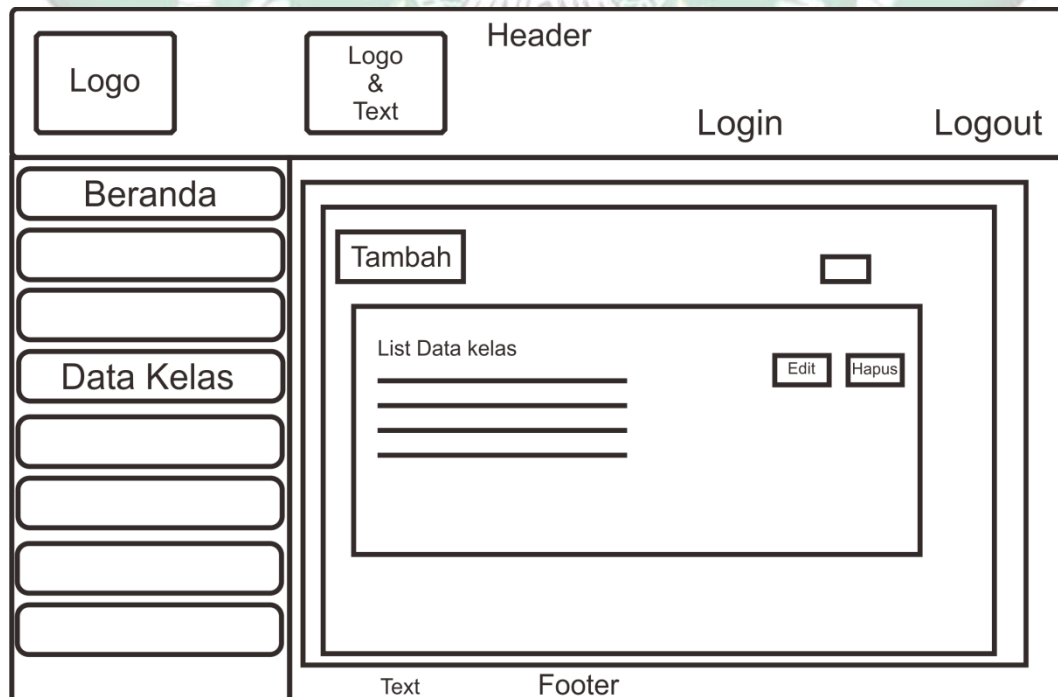 Header
Logo
Logo
&
Text
Login
Logout
Beranda
Data Kelas
Tambah
List Data kelas
Edit
Hapus
Text
Footer